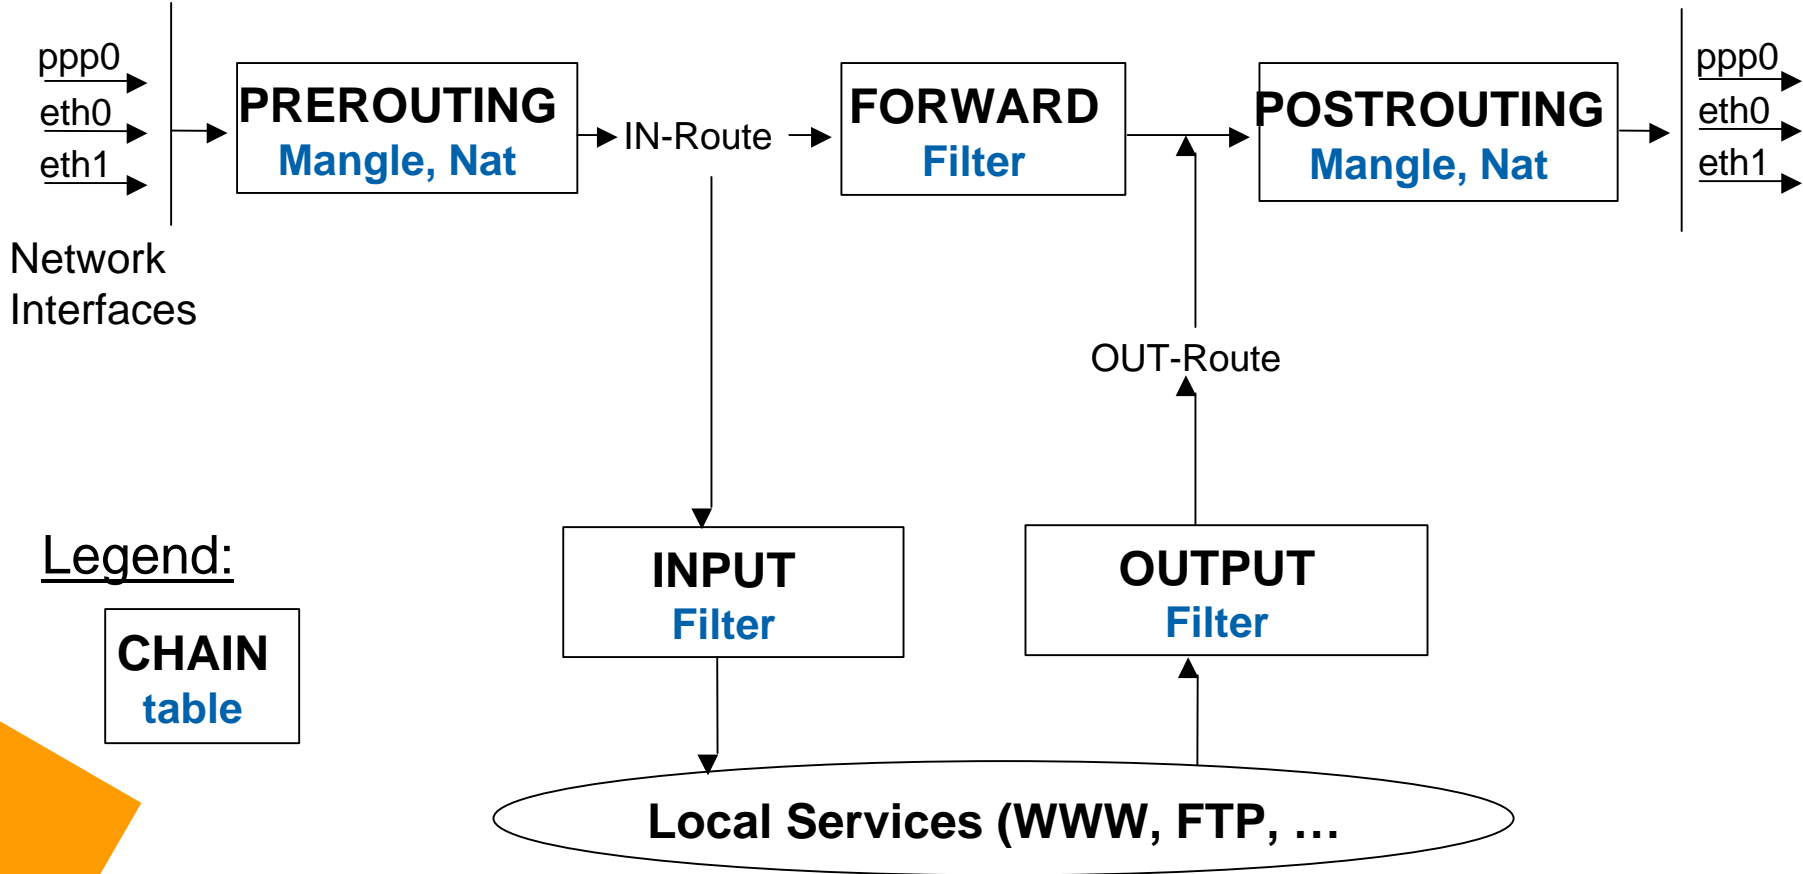 ppp0
eth0
eth1
Network
Interfaces
PREROUTING
Mangle, Nat
IN-Route
FORWARD
Filter
POSTROUTING
Mangle, Nat
ppp0
eth0
eth1
OUT-Route
Legend:
CHAIN
table
INPUT
Filter
OUTPUT
Filter
Local Services (WWW, FTP, …